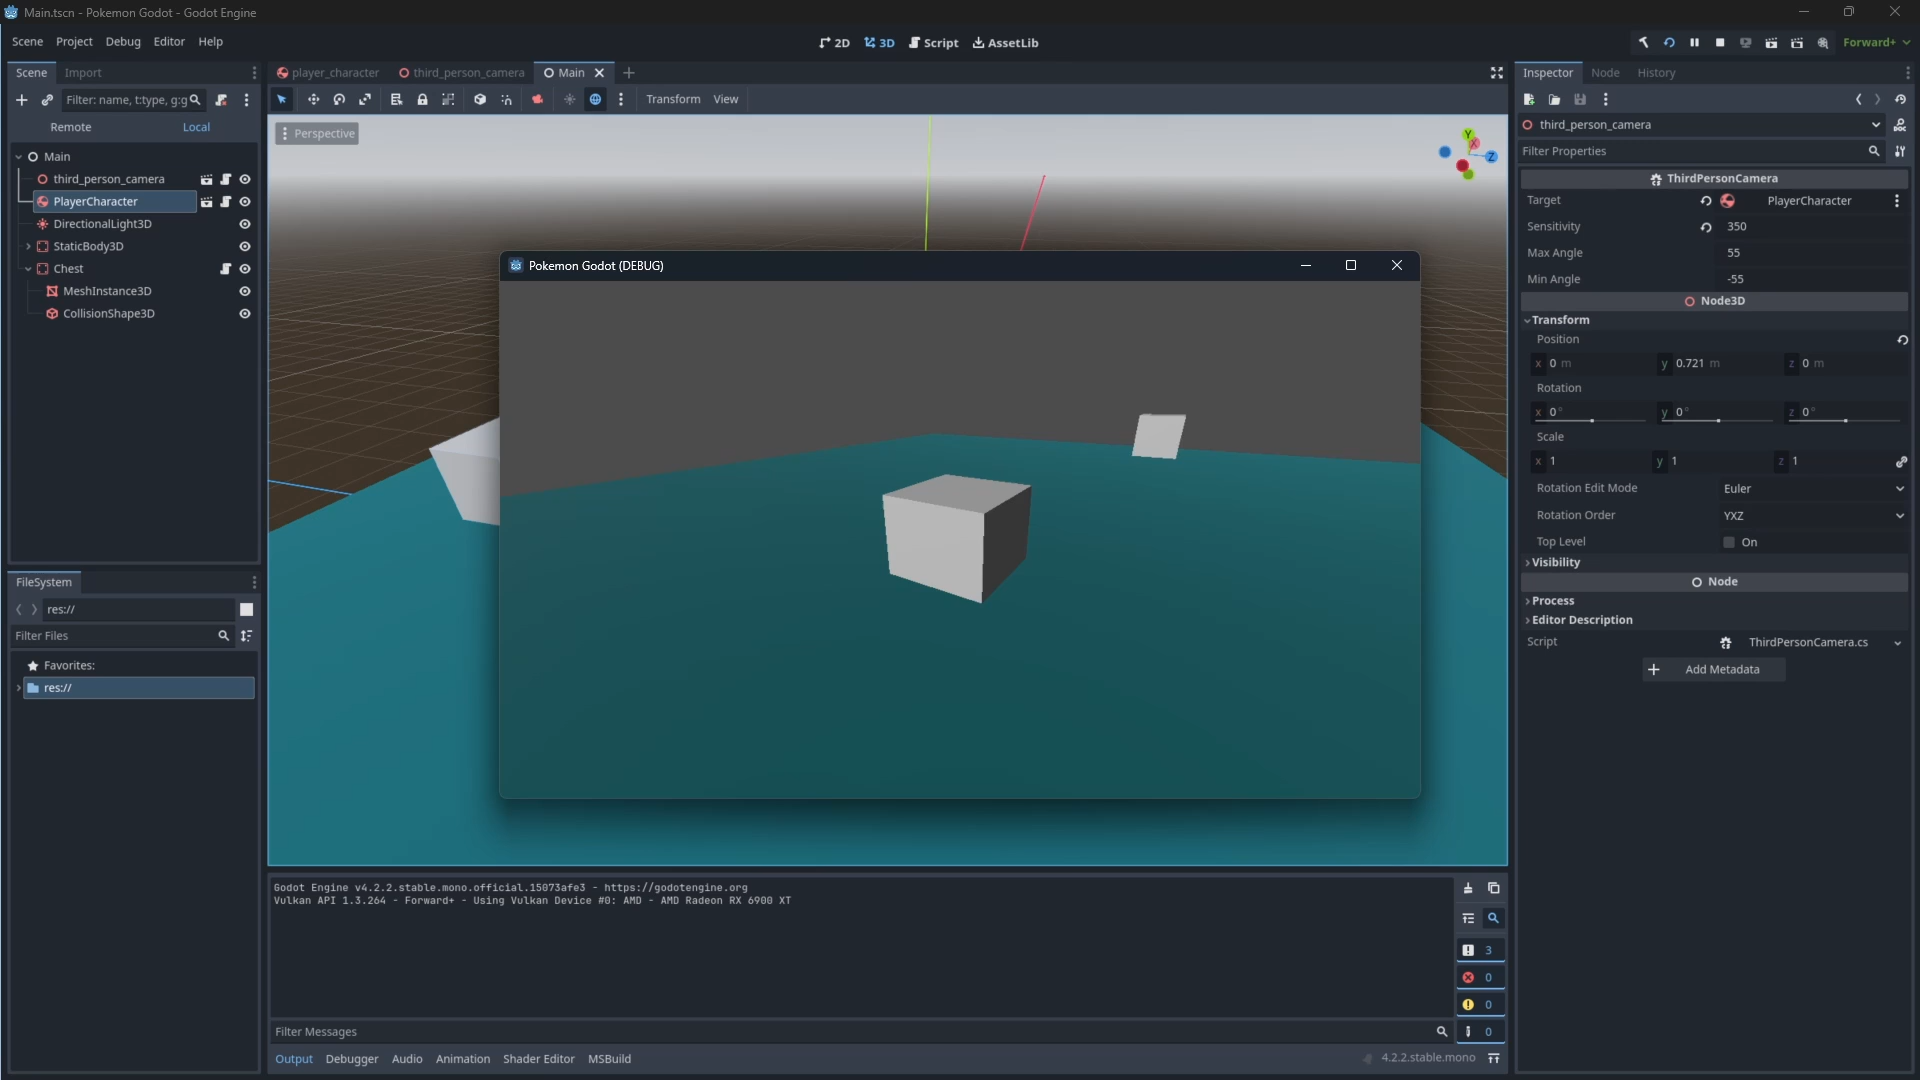 Main.tscn - Pokemon Godot - Godot Engine
Scene Project Debug Editor Help
2D 3D Script AssetLib
Forward+
Scene Import
Filter: name, t:type, g:g
Remote Local
Main
third_person_camera
PlayerCharacter
DirectionalLight3D
StaticBody3D
Chest
MeshInstance3D
CollisionShape3D
FileSystem
res://
Filter Files
Favorites:
res://
player_character third_person_camera Main
Transform View
Perspective
Y
X
Z
Pokemon Godot (DEBUG)
Godot Engine v4.2.2.stable.mono.official.15073afe3 - https://godotengine.org
Vulkan API 1.3.264 - Forward+ - Using Vulkan Device #0: AMD - AMD Radeon RX 6900 XT
3
0
0
0
Filter Messages
Output Debugger Audio Animation Shader Editor MSBuild
4.2.2.stable.mono
Inspector Node History
third_person_camera
Filter Properties
ThirdPersonCamera
Target PlayerCharacter
Sensitivity 350
Max Angle 55
Min Angle -55
Node3D
Transform
Position
x 0 m y 0.721 m z 0 m
Rotation
x 0° y 0° z 0°
Scale
x 1 y 1 z 1
Rotation Edit Mode Euler
Rotation Order YXZ
Top Level On
Visibility
Node
Process
Editor Description
Script ThirdPersonCamera.cs
Add Metadata